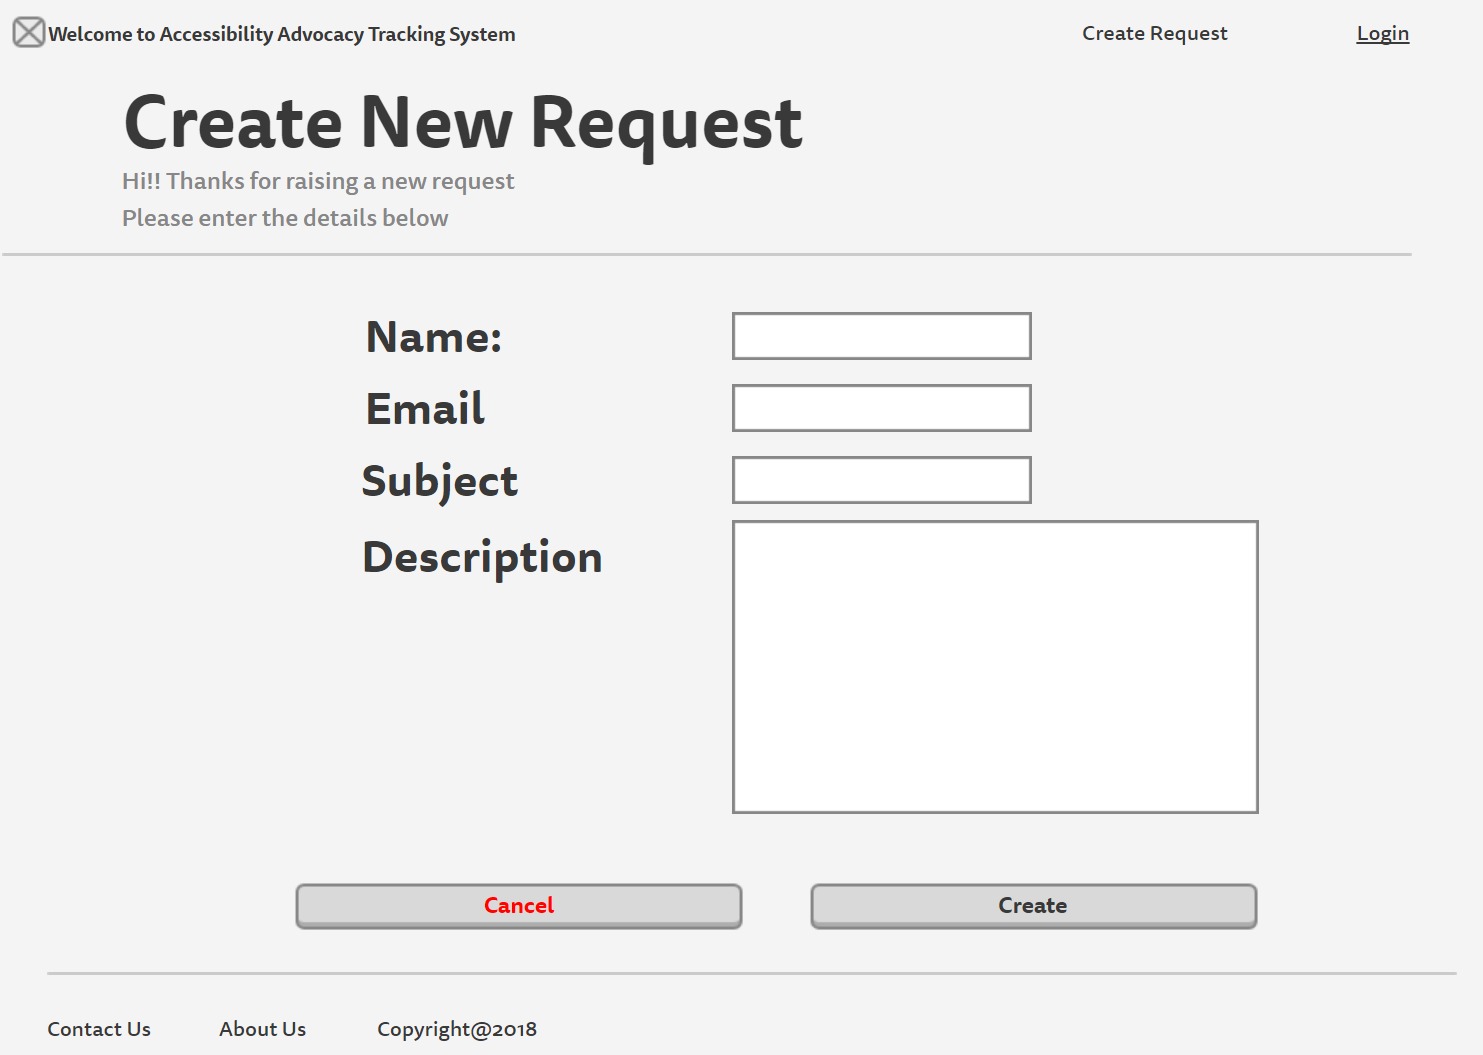 Welcome to Accessibility Advocacy Tracking System
Create Request
Login
Create New Request
Hi!! Thanks for raising a new request
Please enter the details below
Name:
Email
Subject
Description
Cancel
Create
Contact Us
About Us
Copyright@2018